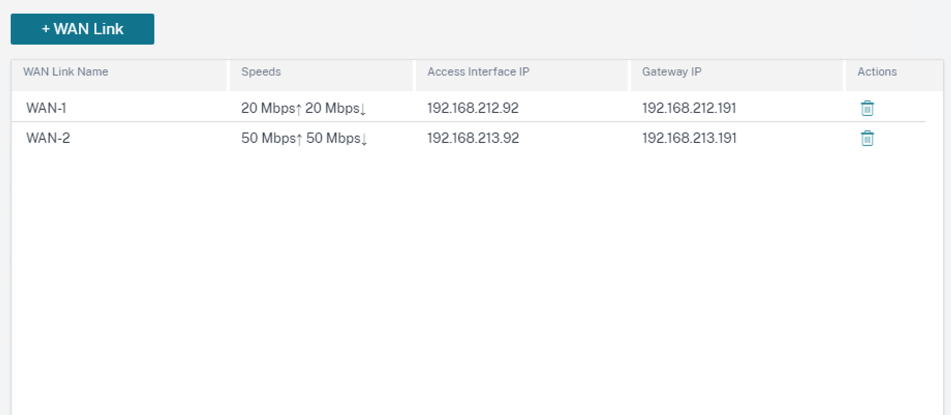 + WAN Link
WAN Link Name Speeds Access Interface IP Gateway IP Actions
WAN-1 20 Mbps↑ 20 Mbps↓ 192.168.212.92 192.168.212.191
WAN-2 50 Mbps↑ 50 Mbps↓ 192.168.213.92 192.168.213.191